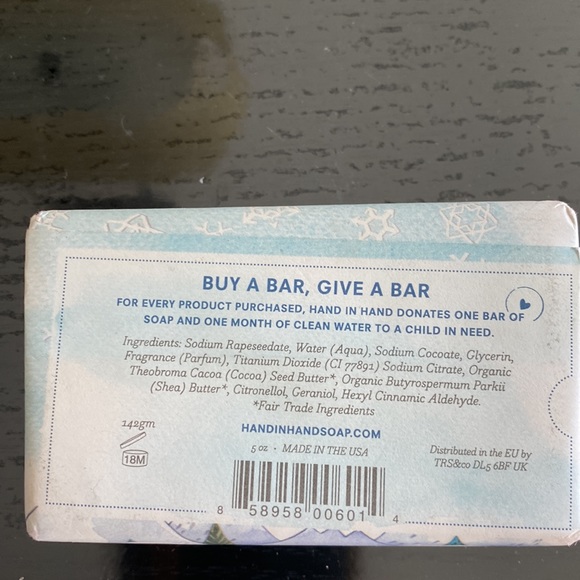 BUY A BAR, GIVE A BAR
FOR EVERY PRODUCT PURCHASED, HAND IN HAND DONATES ONE BAR OF
SOAP AND ONE MONTH OF CLEAN WATER TO A CHILD IN NEED.
Ingredients: Sodium Rapeseedate, Water (Aqua), Sodium Cocoate, Glycerin,
Fragrance (Parfum), Titanium Dioxide (CI 77891) Sodium Citrate, Organic
Theobroma Cacao (Cocoa) Seed Butter*, Organic Butyrospermum Parkii
(Shea) Butter*, Citronellol, Geraniol, Hexyl Cinnamic Aldehyde.
*Fair Trade Ingredients
142gm
18M
HANDINHANDSOAP.COM
5 oz · MADE IN THE USA
Distributed in the EU by
TRS&co DL5 6BF UK
8 58958 00601 4